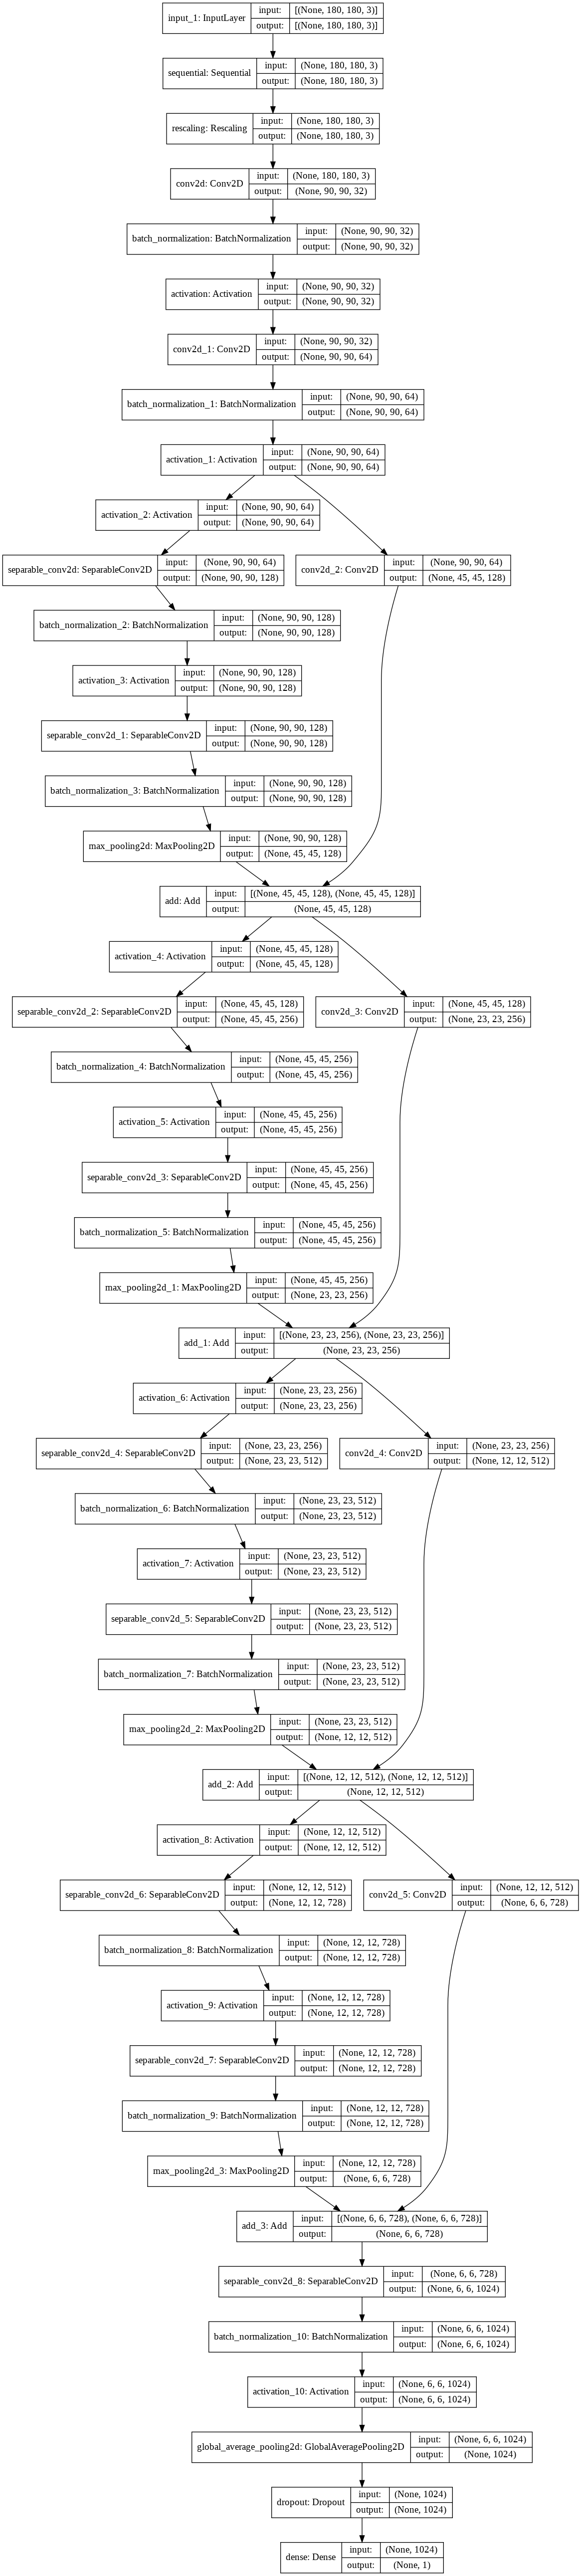 input_1: InputLayer
input: [(None, 180, 180, 3)]
output: [(None, 180, 180, 3)]
sequential: Sequential
input: (None, 180, 180, 3)
output: (None, 180, 180, 3)
rescaling: Rescaling
input: (None, 180, 180, 3)
output: (None, 180, 180, 3)
conv2d: Conv2D
input: (None, 180, 180, 3)
output: (None, 90, 90, 32)
batch_normalization: BatchNormalization
input: (None, 90, 90, 32)
output: (None, 90, 90, 32)
activation: Activation
input: (None, 90, 90, 32)
output: (None, 90, 90, 32)
conv2d_1: Conv2D
input: (None, 90, 90, 32)
output: (None, 90, 90, 64)
batch_normalization_1: BatchNormalization
input: (None, 90, 90, 64)
output: (None, 90, 90, 64)
activation_1: Activation
input: (None, 90, 90, 64)
output: (None, 90, 90, 64)
activation_2: Activation
input: (None, 90, 90, 64)
output: (None, 90, 90, 64)
separable_conv2d: SeparableConv2D
input: (None, 90, 90, 64)
output: (None, 90, 90, 128)
conv2d_2: Conv2D
input: (None, 90, 90, 64)
output: (None, 45, 45, 128)
batch_normalization_2: BatchNormalization
input: (None, 90, 90, 128)
output: (None, 90, 90, 128)
activation_3: Activation
input: (None, 90, 90, 128)
output: (None, 90, 90, 128)
separable_conv2d_1: SeparableConv2D
input: (None, 90, 90, 128)
output: (None, 90, 90, 128)
batch_normalization_3: BatchNormalization
input: (None, 90, 90, 128)
output: (None, 90, 90, 128)
max_pooling2d: MaxPooling2D
input: (None, 90, 90, 128)
output: (None, 45, 45, 128)
add: Add
input: [(None, 45, 45, 128), (None, 45, 45, 128)]
output: (None, 45, 45, 128)
activation_4: Activation
input: (None, 45, 45, 128)
output: (None, 45, 45, 128)
separable_conv2d_2: SeparableConv2D
input: (None, 45, 45, 128)
output: (None, 45, 45, 256)
conv2d_3: Conv2D
input: (None, 45, 45, 128)
output: (None, 23, 23, 256)
batch_normalization_4: BatchNormalization
input: (None, 45, 45, 256)
output: (None, 45, 45, 256)
activation_5: Activation
input: (None, 45, 45, 256)
output: (None, 45, 45, 256)
separable_conv2d_3: SeparableConv2D
input: (None, 45, 45, 256)
output: (None, 45, 45, 256)
batch_normalization_5: BatchNormalization
input: (None, 45, 45, 256)
output: (None, 45, 45, 256)
max_pooling2d_1: MaxPooling2D
input: (None, 45, 45, 256)
output: (None, 23, 23, 256)
add_1: Add
input: [(None, 23, 23, 256), (None, 23, 23, 256)]
output: (None, 23, 23, 256)
activation_6: Activation
input: (None, 23, 23, 256)
output: (None, 23, 23, 256)
separable_conv2d_4: SeparableConv2D
input: (None, 23, 23, 256)
output: (None, 23, 23, 512)
conv2d_4: Conv2D
input: (None, 23, 23, 256)
output: (None, 12, 12, 512)
batch_normalization_6: BatchNormalization
input: (None, 23, 23, 512)
output: (None, 23, 23, 512)
activation_7: Activation
input: (None, 23, 23, 512)
output: (None, 23, 23, 512)
separable_conv2d_5: SeparableConv2D
input: (None, 23, 23, 512)
output: (None, 23, 23, 512)
batch_normalization_7: BatchNormalization
input: (None, 23, 23, 512)
output: (None, 23, 23, 512)
max_pooling2d_2: MaxPooling2D
input: (None, 23, 23, 512)
output: (None, 12, 12, 512)
add_2: Add
input: [(None, 12, 12, 512), (None, 12, 12, 512)]
output: (None, 12, 12, 512)
activation_8: Activation
input: (None, 12, 12, 512)
output: (None, 12, 12, 512)
separable_conv2d_6: SeparableConv2D
input: (None, 12, 12, 512)
output: (None, 12, 12, 728)
conv2d_5: Conv2D
input: (None, 12, 12, 512)
output: (None, 6, 6, 728)
batch_normalization_8: BatchNormalization
input: (None, 12, 12, 728)
output: (None, 12, 12, 728)
activation_9: Activation
input: (None, 12, 12, 728)
output: (None, 12, 12, 728)
separable_conv2d_7: SeparableConv2D
input: (None, 12, 12, 728)
output: (None, 12, 12, 728)
batch_normalization_9: BatchNormalization
input: (None, 12, 12, 728)
output: (None, 12, 12, 728)
max_pooling2d_3: MaxPooling2D
input: (None, 12, 12, 728)
output: (None, 6, 6, 728)
add_3: Add
input: [(None, 6, 6, 728), (None, 6, 6, 728)]
output: (None, 6, 6, 728)
separable_conv2d_8: SeparableConv2D
input: (None, 6, 6, 728)
output: (None, 6, 6, 1024)
batch_normalization_10: BatchNormalization
input: (None, 6, 6, 1024)
output: (None, 6, 6, 1024)
activation_10: Activation
input: (None, 6, 6, 1024)
output: (None, 6, 6, 1024)
global_average_pooling2d: GlobalAveragePooling2D
input: (None, 6, 6, 1024)
output: (None, 1024)
dropout: Dropout
input: (None, 1024)
output: (None, 1024)
dense: Dense
input: (None, 1024)
output: (None, 1)